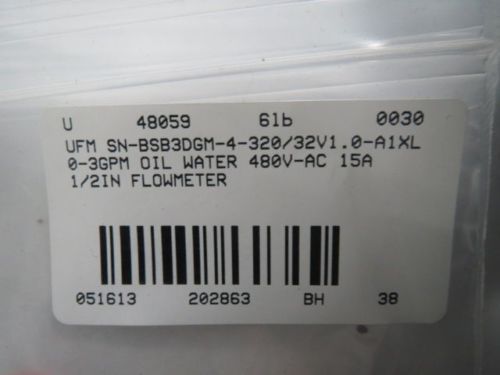 U 48059 6lb 0030
UFM SN-BSB3DGM-4-320/32V1.0-A1XL
0-3GPM OIL WATER 480V-AC 15A
1/2IN FLOWMETER
051613 202863 BH 38